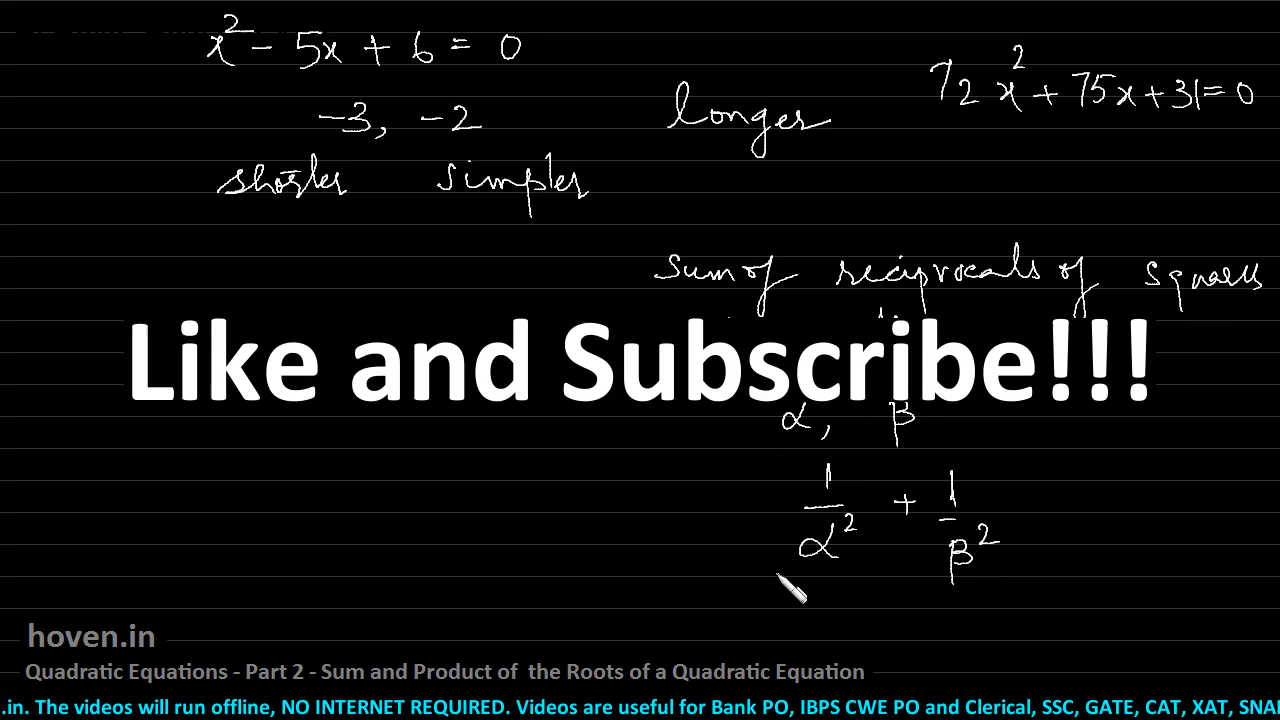 x² - 5x + 6 = 0
72x² + 75x + 31 = 0
-3, -2
longer
shorter simpler
sum of reciprocals of squares
Like and Subscribe!!!
α, β
1/α² + 1/β²
hoven.in
Quadratic Equations - Part 2 - Sum and Product of the Roots of a Quadratic Equation
.in. The videos will run offline, NO INTERNET REQUIRED. Videos are useful for Bank PO, IBPS CWE PO and Clerical, SSC, GATE, CAT, XAT, SNA